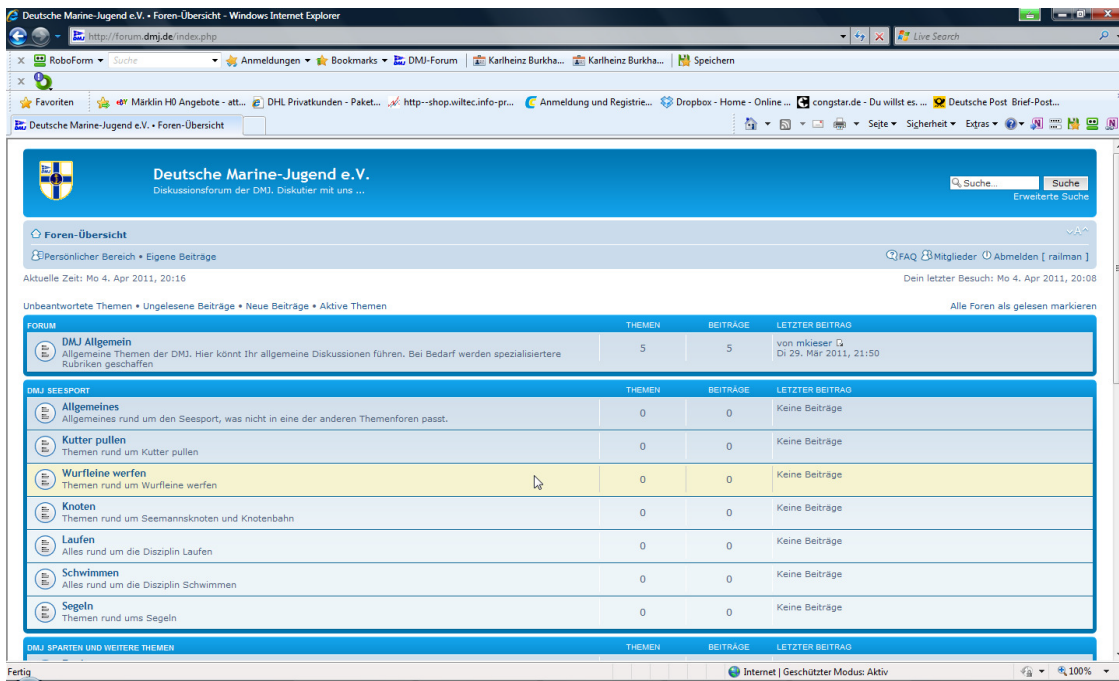 Deutsche Marine-Jugend e.V. • Foren-Übersicht - Windows Internet Explorer
http://forum.dmj.de/index.php
Live Search
RoboForm Suche Anmeldungen Bookmarks DMJ-Forum Karlheinz Burkha... Karlheinz Burkha... Speichern
Favoriten Märklin H0 Angebote - att... DHL Privatkunden - Paket... http--shop.wiltec.info-pr... Anmeldung und Registrie... Dropbox - Home - Online ... congstar.de - Du willst es. ... Deutsche Post Brief-Post...
Deutsche Marine-Jugend e.V. • Foren-Übersicht
Seite Sicherheit Extras
Deutsche Marine-Jugend e.V.
Diskussionsforum der DMJ. Diskutier mit uns ...
Suche... Suche
Erweiterte Suche
Foren-Übersicht
Persönlicher Bereich • Eigene Beiträge
FAQ Mitglieder Abmelden [ railman ]
Aktuelle Zeit: Mo 4. Apr 2011, 20:16
Dein letzter Besuch: Mo 4. Apr 2011, 20:08
Unbeantwortete Themen • Ungelesene Beiträge • Neue Beiträge • Aktive Themen
Alle Foren als gelesen markieren
FORUM THEMEN BEITRÄGE LETZTER BEITRAG
DMJ Allgemein
Allgemeine Themen der DMJ. Hier könnt Ihr allgemeine Diskussionen führen. Bei Bedarf werden spezialisiertere
Rubriken geschaffen
5 5
von mkieser
Di 29. Mär 2011, 21:50
DMJ SEESPORT THEMEN BEITRÄGE LETZTER BEITRAG
Allgemeines
Allgemeines rund um den Seesport, was nicht in eine der anderen Themenforen passt.
0 0 Keine Beiträge
Kutter pullen
Themen rund um Kutter pullen
0 0 Keine Beiträge
Wurfleine werfen
Themen rund um Wurfleine werfen
0 0 Keine Beiträge
Knoten
Themen rund um Seemannsknoten und Knotenbahn
0 0 Keine Beiträge
Laufen
Alles rund um die Disziplin Laufen
0 0 Keine Beiträge
Schwimmen
Alles rund um die Disziplin Schwimmen
0 0 Keine Beiträge
Segeln
Themen rund ums Segeln
0 0 Keine Beiträge
DMJ SPARTEN UND WEITERE THEMEN THEMEN BEITRÄGE LETZTER BEITRAG
Fertig
Internet | Geschützter Modus: Aktiv
100%